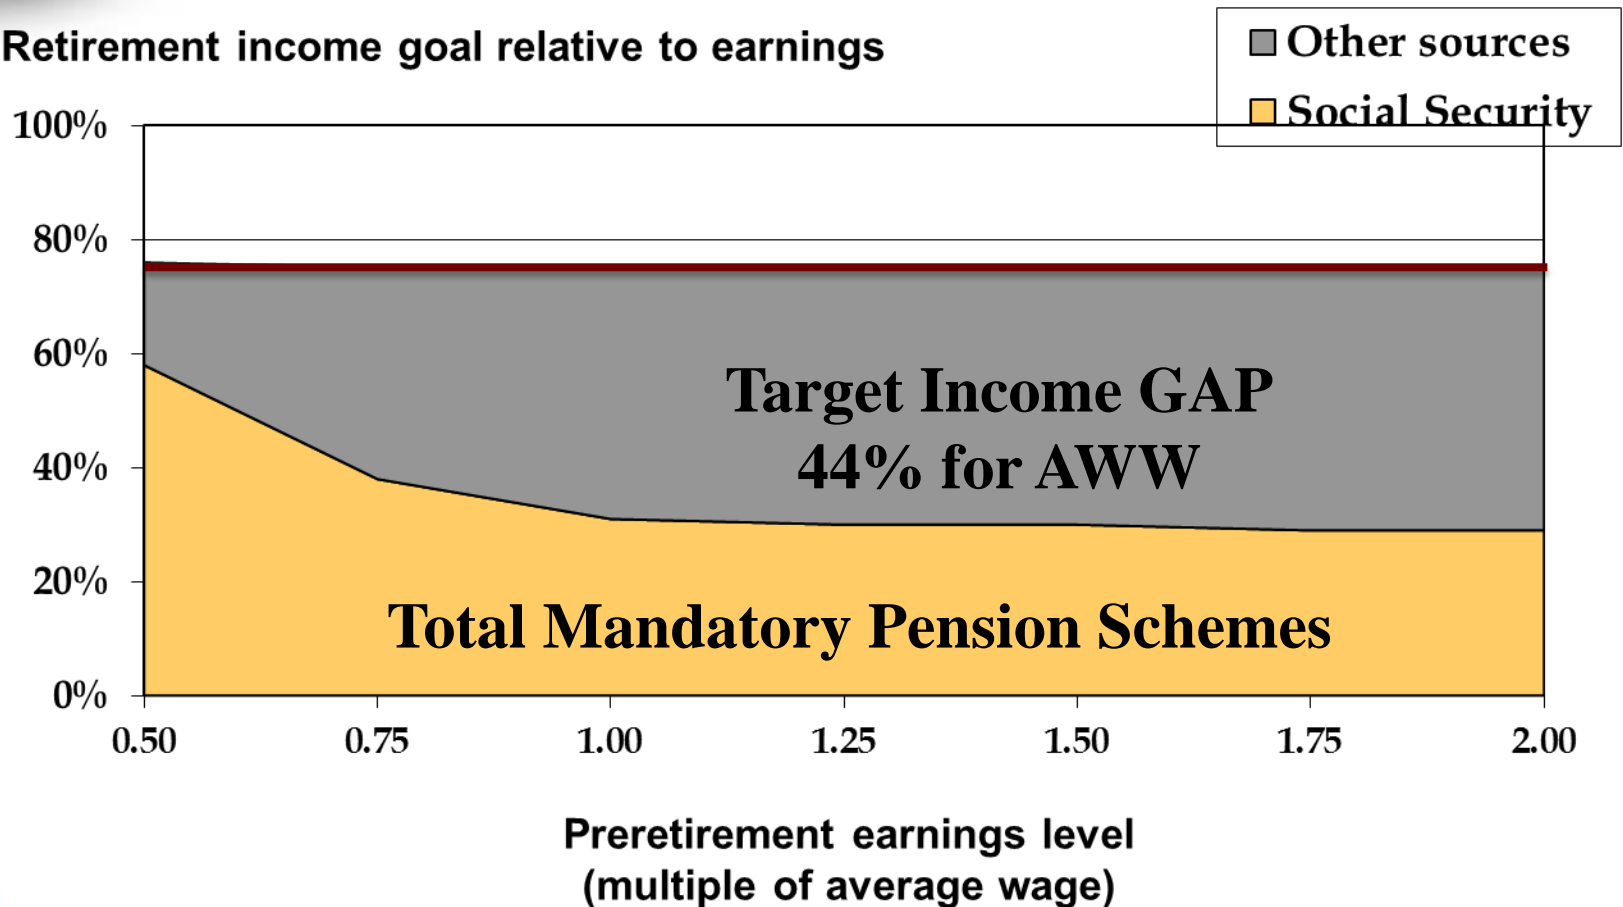 Retirement income goal relative to earnings
Other sources
Social Security
100%
80%
60%
40%
20%
0%
Target Income GAP
44% for AWW
Total Mandatory Pension Schemes
0.50 0.75 1.00 1.25 1.50 1.75 2.00
Preretirement earnings level
(multiple of average wage)